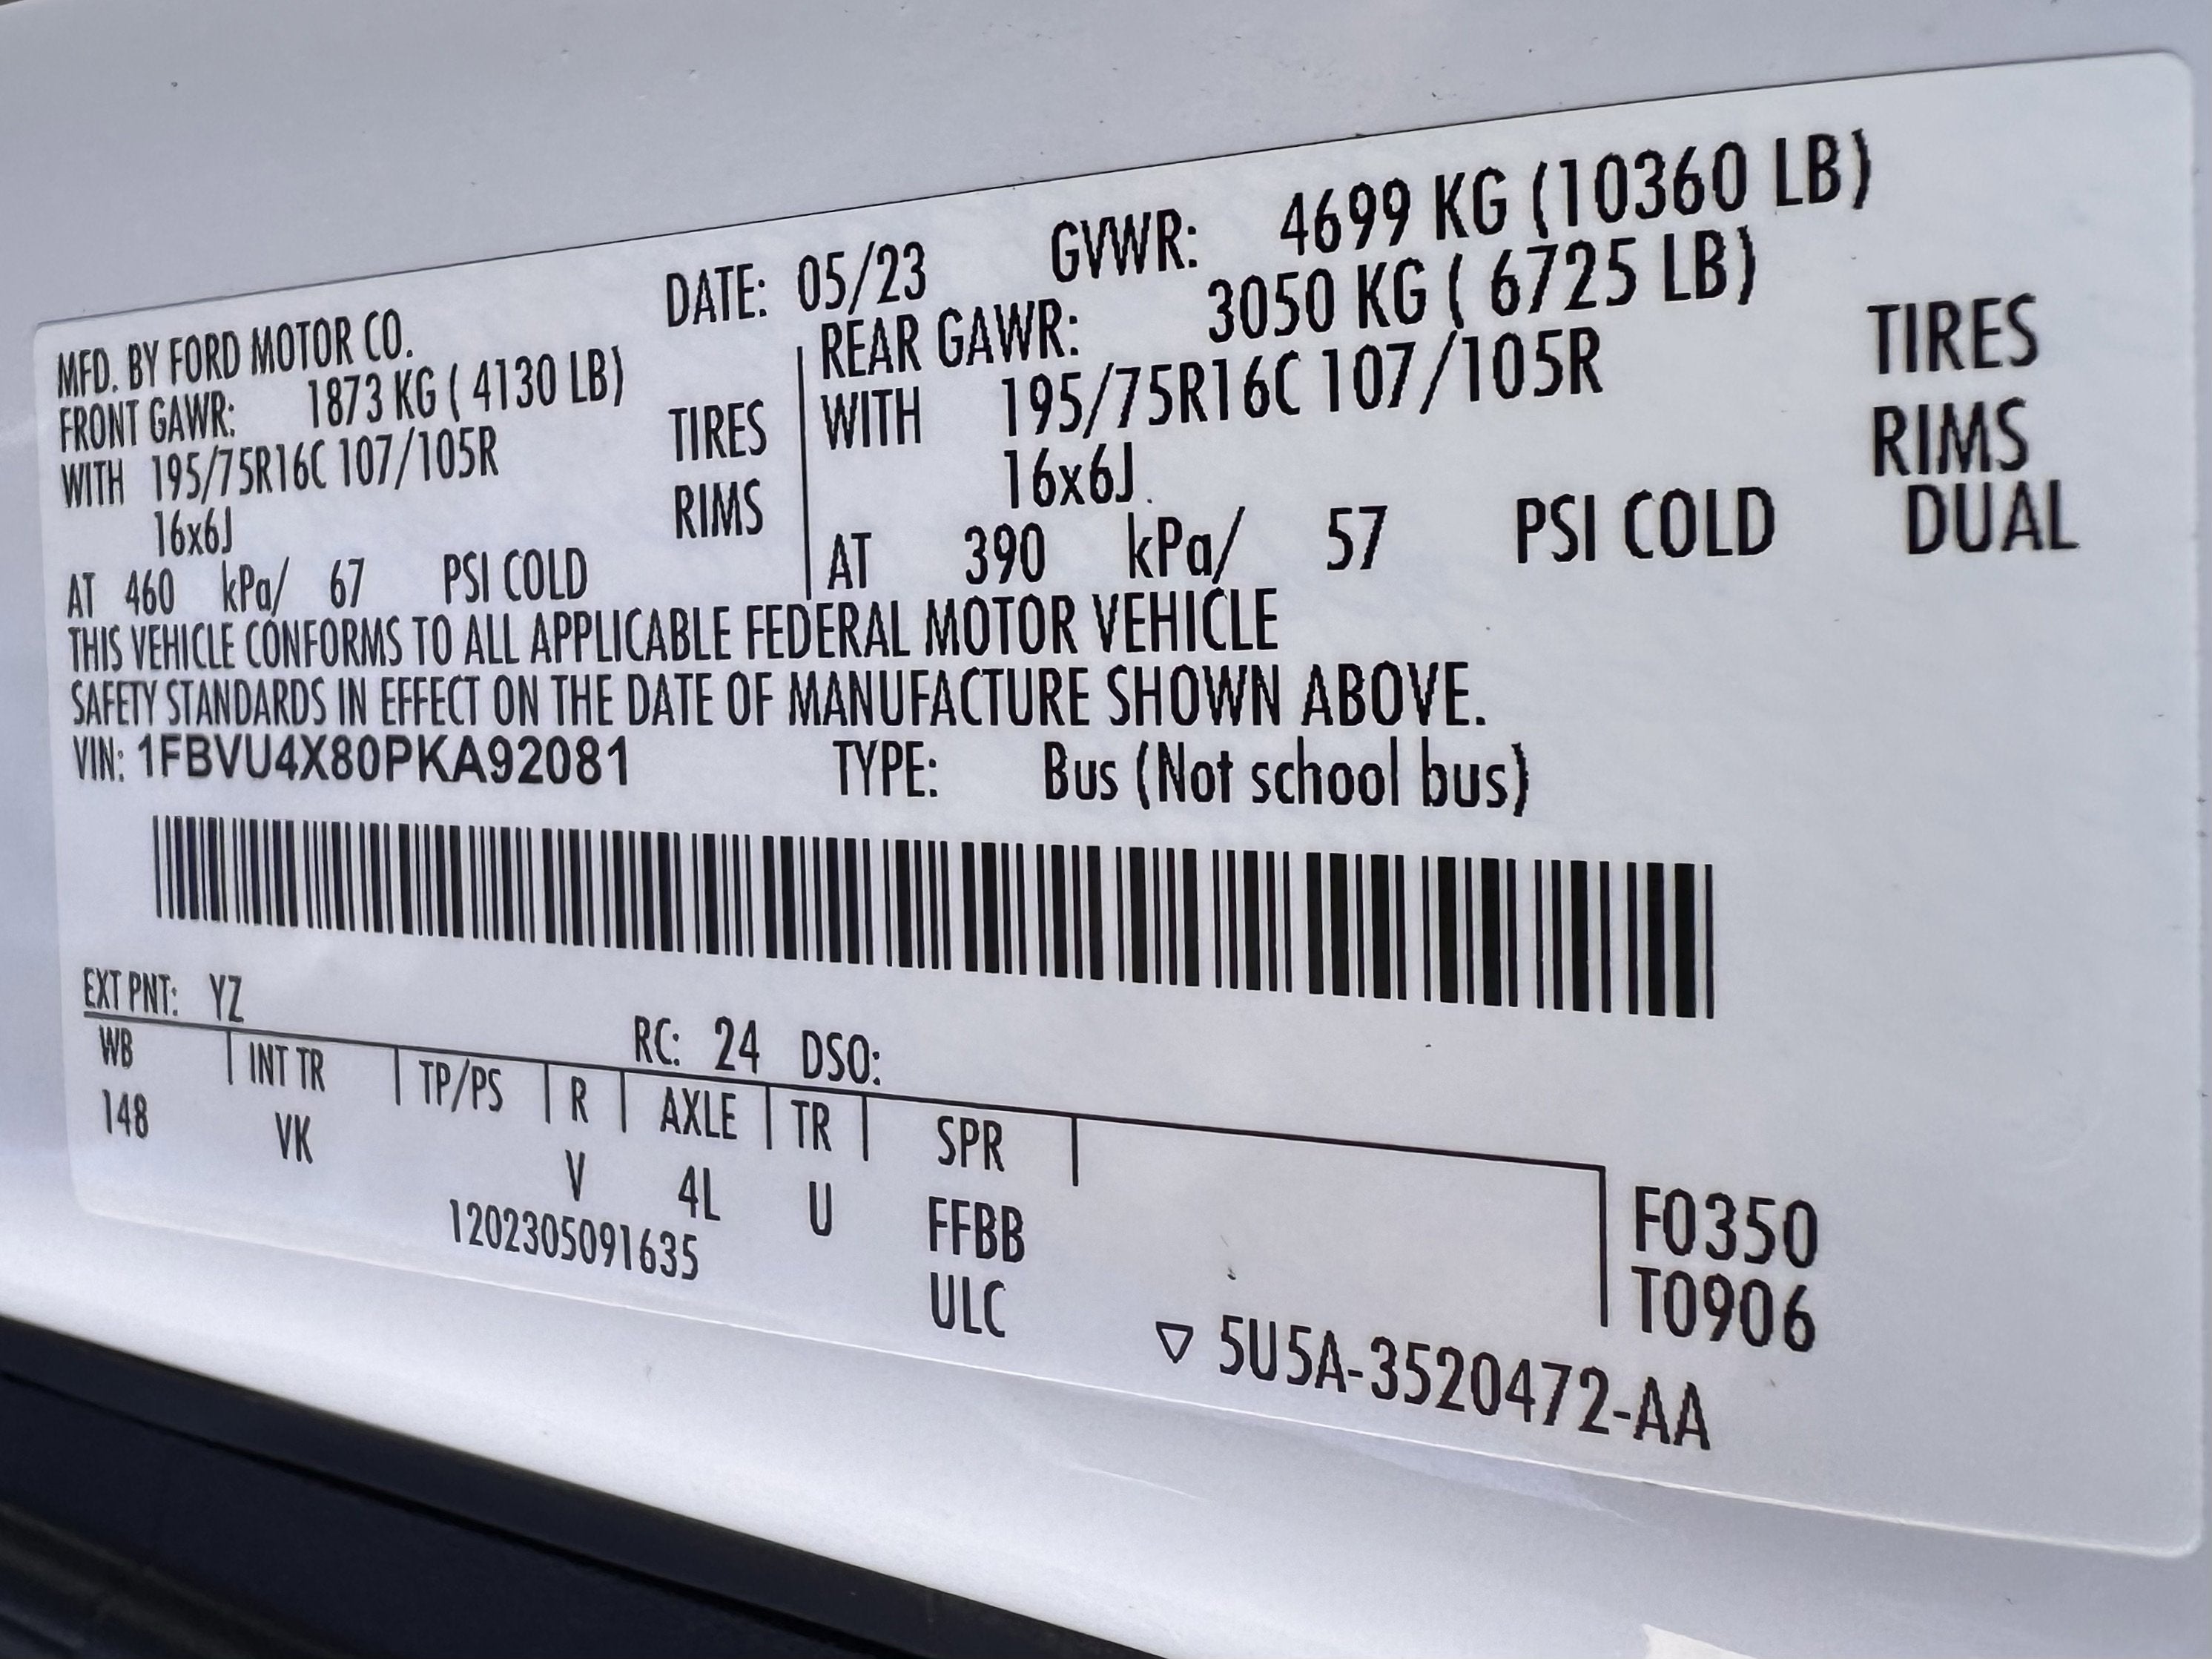 MFD. BY FORD MOTOR CO. DATE: 05/23 GVWR: 4699 KG (10360 LB)
FRONT GAWR: 1873 KG ( 4130 LB) REAR GAWR: 3050 KG ( 6725 LB)
WITH 195/75R16C 107/105R TIRES WITH 195/75R16C 107/105R TIRES
16x6J RIMS 16x6J RIMS
AT 460 kPa/ 67 PSI COLD AT 390 kPa/ 57 PSI COLD DUAL
THIS VEHICLE CONFORMS TO ALL APPLICABLE FEDERAL MOTOR VEHICLE
SAFETY STANDARDS IN EFFECT ON THE DATE OF MANUFACTURE SHOWN ABOVE.
VIN: 1FBVU4X80PKA92081 TYPE: Bus (Not school bus)
EXT PNT: YZ RC: 24 DSO:
WB INT TR TP/PS R AXLE TR SPR
148 VK V 4L U FFBB F0350
1202305091635 ULC T0906
▽ 5U5A-3520472-AA